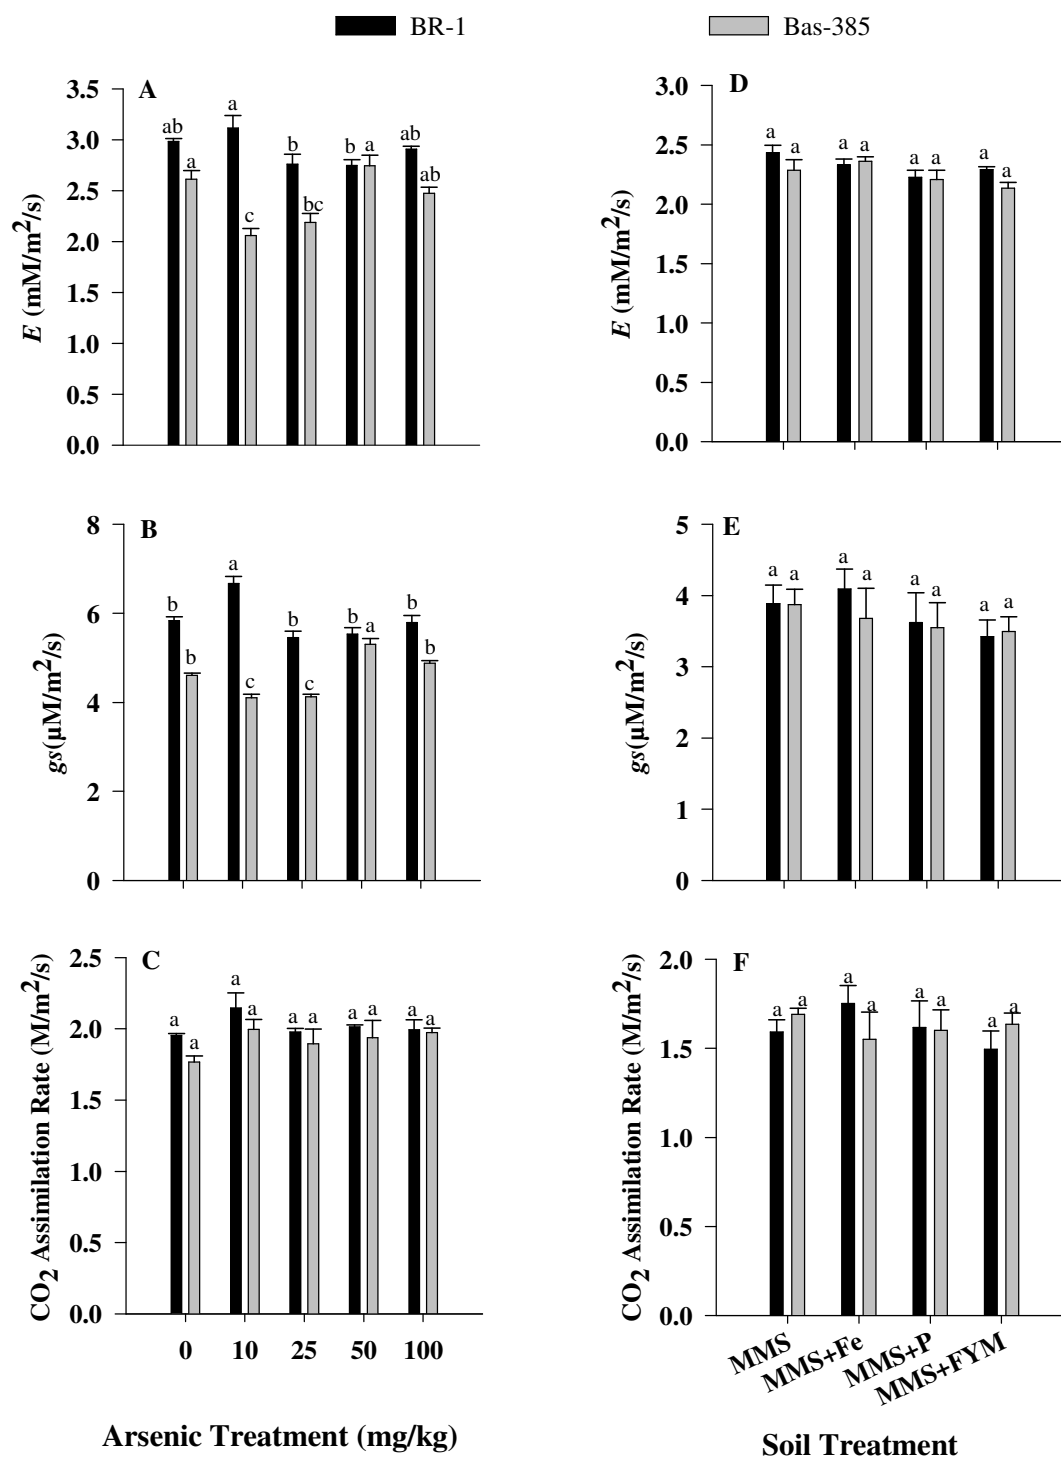 BR-1 Bas-385
A
3.5
3.0
2.5
2.0
1.5
1.0
0.5
0.0
E (mM/m²/s)
ab a a c b bc b a ab ab
D
3.0
2.5
2.0
1.5
1.0
0.5
0.0
E (mM/m²/s)
a a a a a a a a
B
8
6
4
2
0
gs(µM/m²/s)
b b a c b c b a b b
E
5
4
3
2
1
0
gs(µM/m²/s)
a a a a a a a a
C
2.5
2.0
1.5
1.0
0.5
0.0
CO₂ Assimilation Rate (M/m²/s)
a a a a a a a a a a
0 10 25 50 100
Arsenic Treatment (mg/kg)
F
2.0
1.5
1.0
0.5
0.0
CO₂ Assimilation Rate (M/m²/s)
a a a a a a a a
MMS MMS+Fe MMS+P MMS+FYM
Soil Treatment